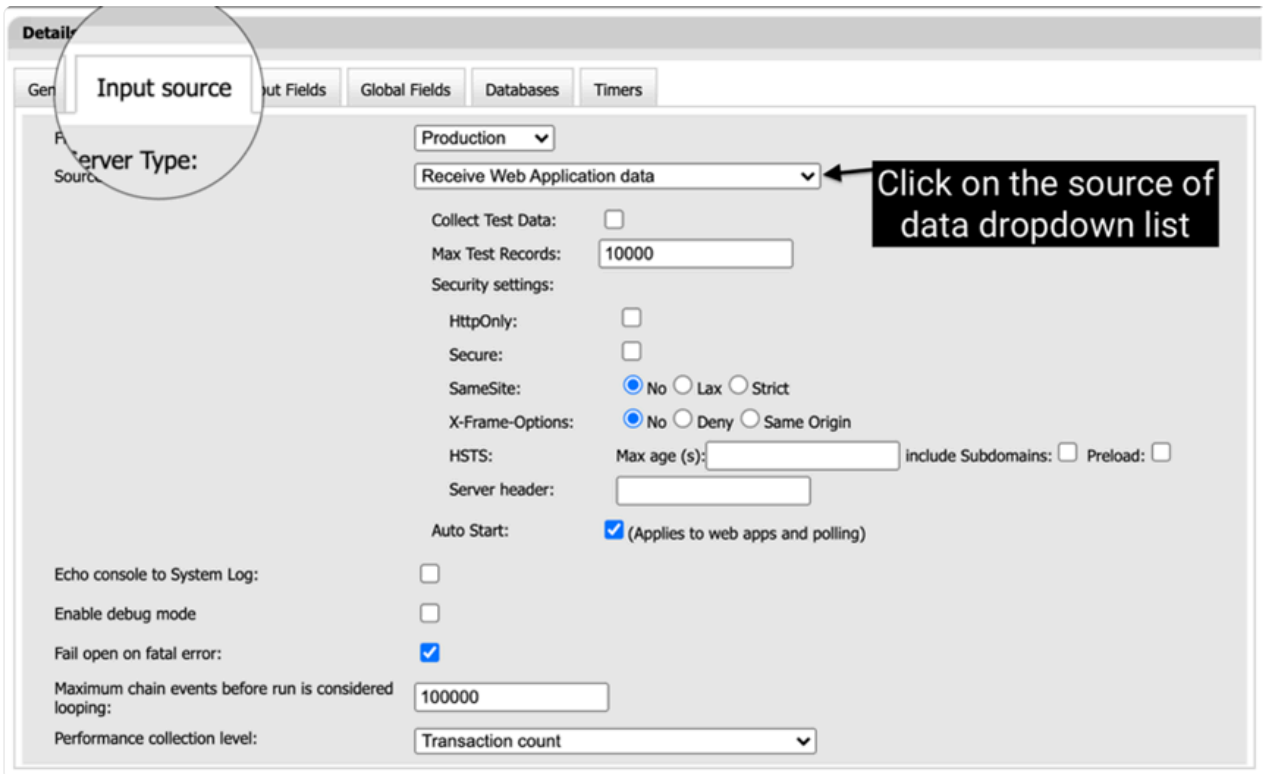 Details
Gen
Input source
out Fields
Global Fields
Databases
Timers
Server Type:
Production
Source
Receive Web Application data
Click on the source of
data dropdown list
Collect Test Data:
Max Test Records: 10000
Security settings:
HttpOnly:
Secure:
SameSite: No Lax Strict
X-Frame-Options: No Deny Same Origin
HSTS: Max age (s): include Subdomains: Preload:
Server header:
Auto Start: (Applies to web apps and polling)
Echo console to System Log:
Enable debug mode
Fail open on fatal error:
Maximum chain events before run is considered
looping:
100000
Performance collection level: Transaction count